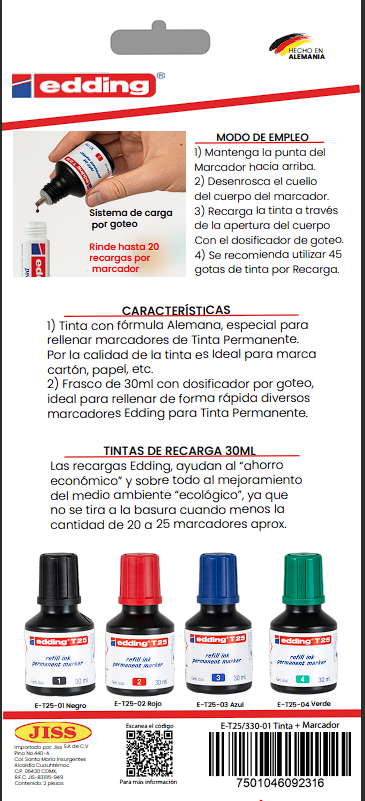 HECHO EN
ALEMANIA
edding®
MODO DE EMPLEO
1) Mantenga la punta del
Marcador hacia arriba.
2) Desenrosca el cuello
del cuerpo del marcador.
3) Recarga la tinta a través
de la apertura del cuerpo
Con el dosificador de goteo.
4) Se recomienda utilizar 45
gotas de tinta por Recarga.
Sistema de carga
por goteo
Rinde hasta 20
recargas por
marcador
CARACTERÍSTICAS
1) Tinta con fórmula Alemana, especial para
rellenar marcadores de Tinta Permanente.
Por la calidad de la tinta es Ideal para marca
cartón, papel, etc.
2) Frasco de 30ml con dosificador por goteo,
ideal para rellenar de forma rápida diversos
marcadores Edding para Tinta Permanente.
TINTAS DE RECARGA 30ML
Las recargas Edding, ayudan al “ahorro
económico” y sobre todo al mejoramiento
del medio ambiente “ecológico”, ya que
no se tira a la basura cuando menos la
cantidad de 20 a 25 marcadores aprox.
edding T25
refill ink
permanent marker
1
30 ml
edding T25
refill ink
permanent marker
2
30 ml
edding T25
refill ink
permanent marker
3
30 ml
edding T25
refill ink
permanent marker
4
30 ml
E-T25-01 Negro
E-T25-02 Rojo
E-T25-03 Azul
E-T25-04 Verde
JISS
Importado por Jiss S.A de C.V
Pino No 440-A
Col. Santa María Insurgentes
Alcaldía Cuauhtémoc
C.P. 06430 CDMX,
R.F.C JIS-831115-949
Contenido: 2 piezas
Escanea el código
Para más información
E-T25/330-01 Tinta + Marcador
7501046092316